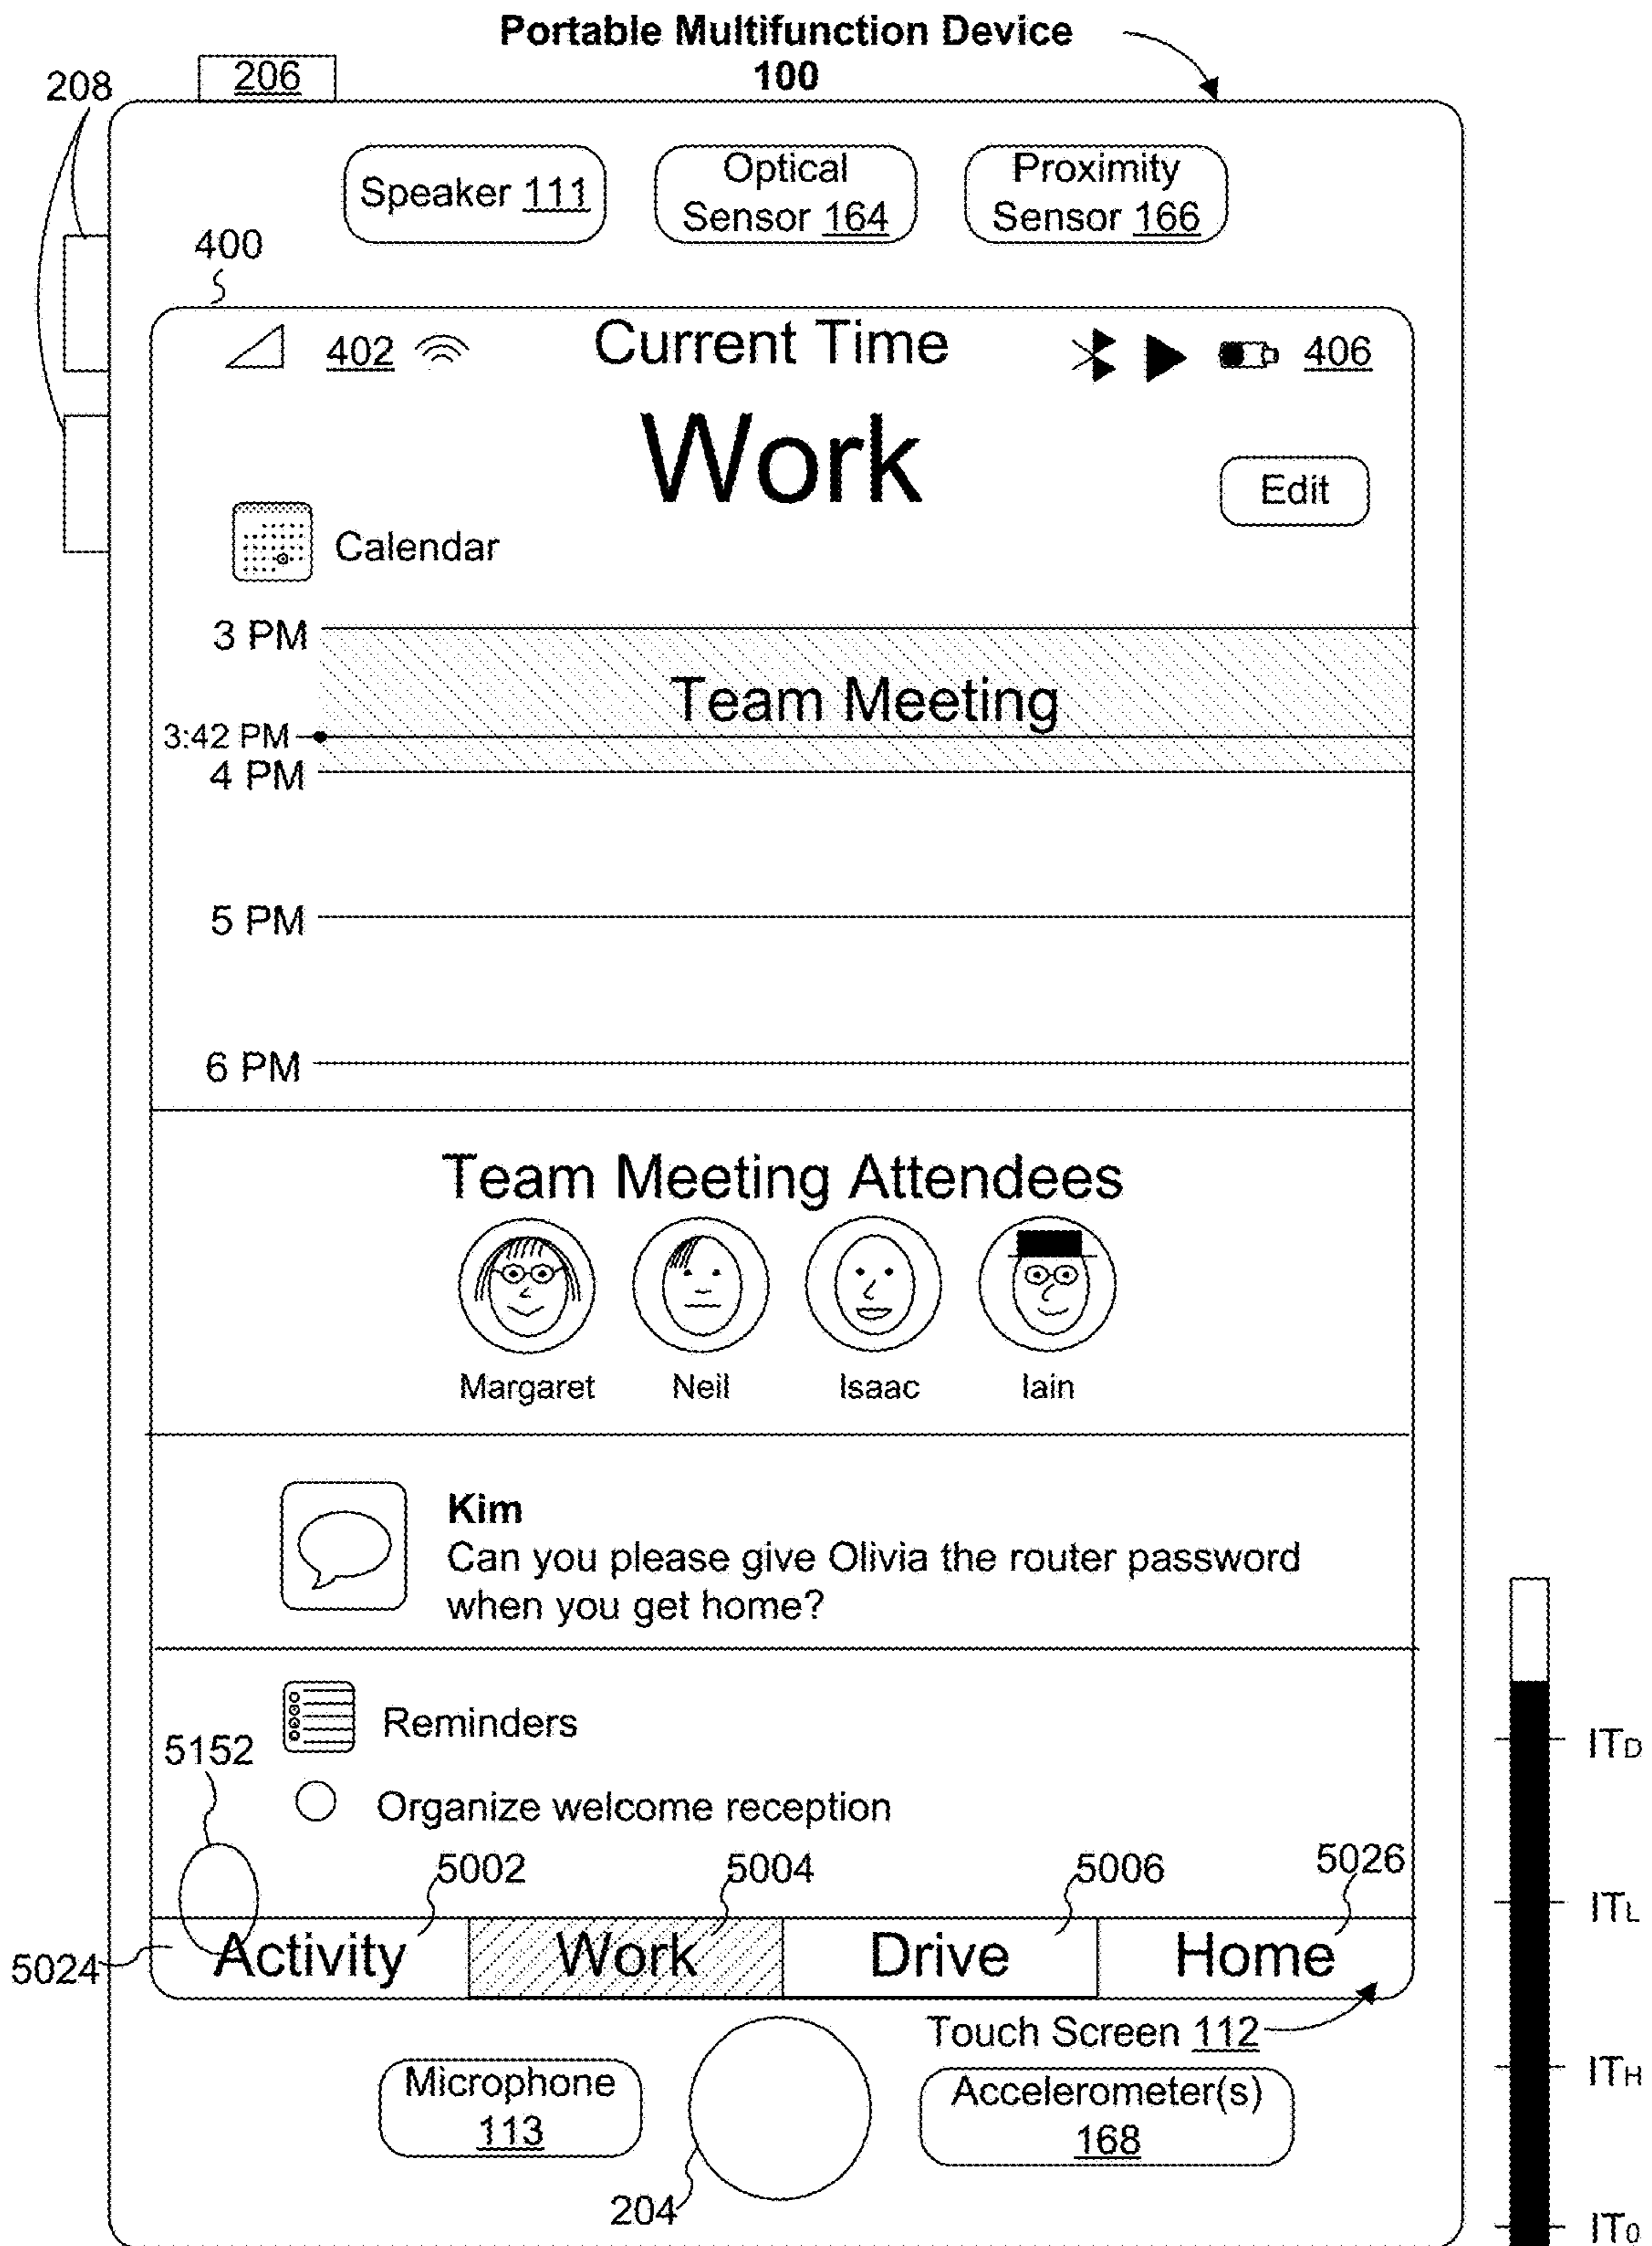 Portable Multifunction Device
100
206
208
Speaker 111
Optical
Sensor 164
Proximity
Sensor 166
400
402
Current Time
406
Work
Edit
Calendar
3 PM
Team Meeting
3:42 PM
4 PM
5 PM
6 PM
Team Meeting Attendees
Margaret Neil Isaac Iain
Kim
Can you please give Olivia the router password
when you get home?
Reminders
5152
Organize welcome reception
5002 5004 5006 5026
Activity Work Drive Home
5024
Touch Screen 112
Microphone
113
Accelerometer(s)
168
204
ITD
ITL
ITH
IT0